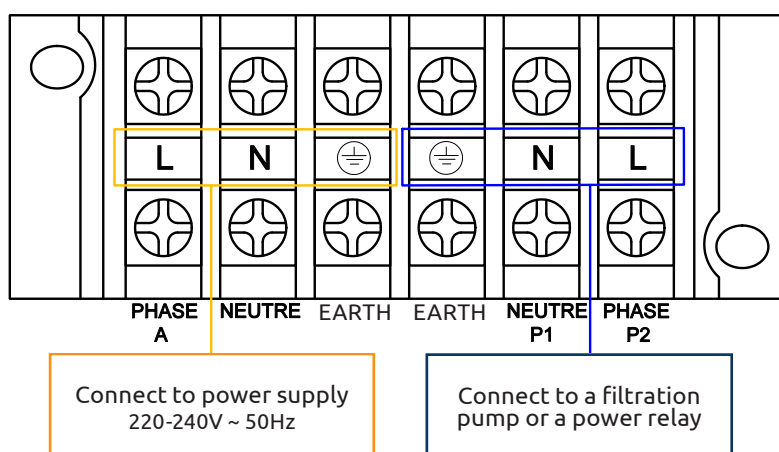 L N N L
PHASE NEUTRE EARTH EARTH NEUTRE PHASE
A P1 P2
Connect to power supply
220-240V ~ 50Hz
Connect to a filtration
pump or a power relay